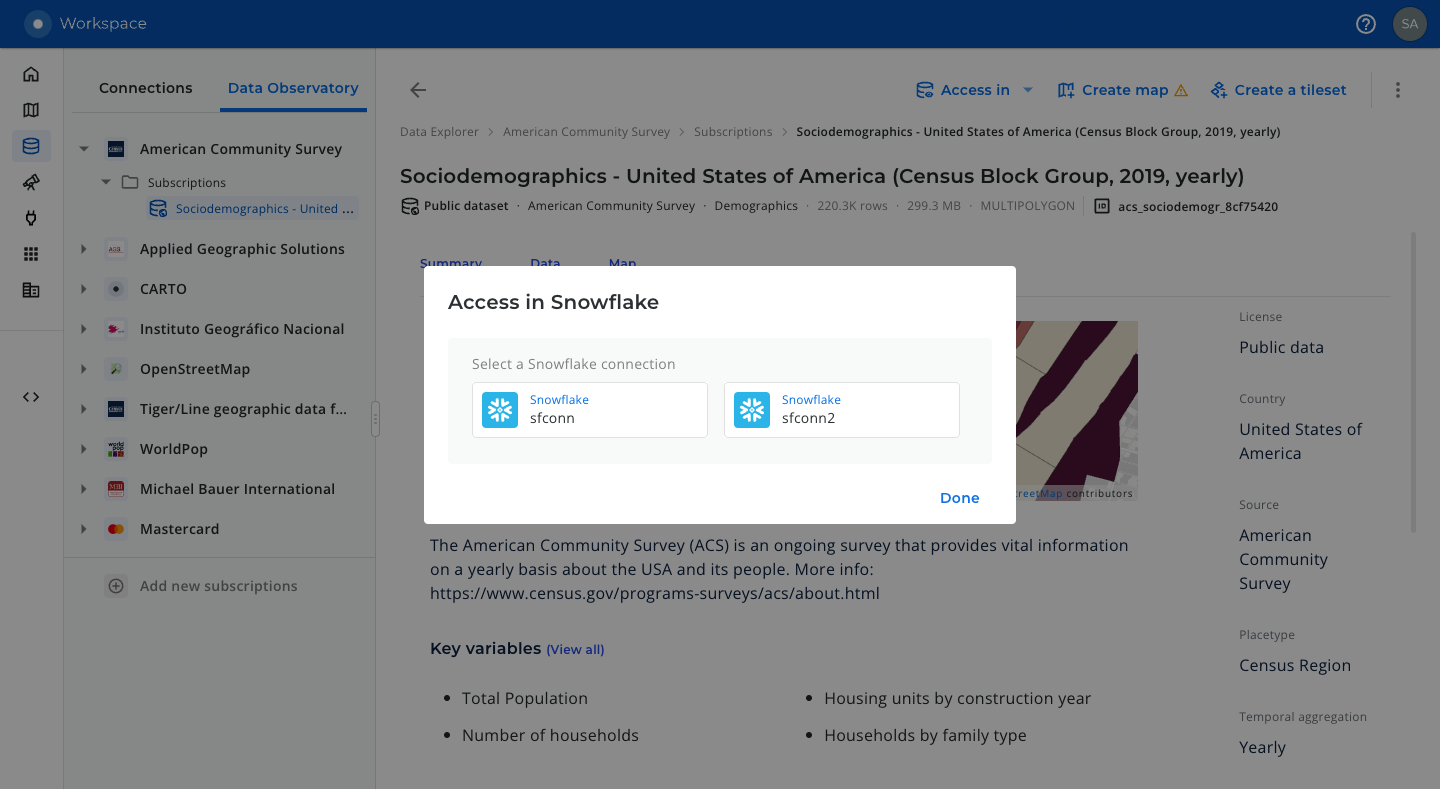 Workspace
SA
Connections
Data Observatory
American Community Survey
Subscriptions
Sociodemographics - United ...
Applied Geographic Solutions
CARTO
Instituto Geográfico Nacional
OpenStreetMap
Tiger/Line geographic data f...
WorldPop
Michael Bauer International
Mastercard
Add new subscriptions
Access in
Create map
Create a tileset
Data Explorer > American Community Survey > Subscriptions > Sociodemographics - United States of America (Census Block Group, 2019, yearly)
Sociodemographics - United States of America (Census Block Group, 2019, yearly)
Public dataset · American Community Survey · Demographics · 220.3K rows · 299.3 MB · MULTIPOLYGON ID acs_sociodemogr_8cf75420
Summary Data Map
Access in Snowflake
Select a Snowflake connection
Snowflake
sfconn
Snowflake
sfconn2
Done
treetMap contributors
The American Community Survey (ACS) is an ongoing survey that provides vital information
on a yearly basis about the USA and its people. More info:
https://www.census.gov/programs-surveys/acs/about.html
Key variables (View all)
Total Population
Number of households
Housing units by construction year
Households by family type
License
Public data
Country
United States of
America
Source
American
Community
Survey
Placetype
Census Region
Temporal aggregation
Yearly